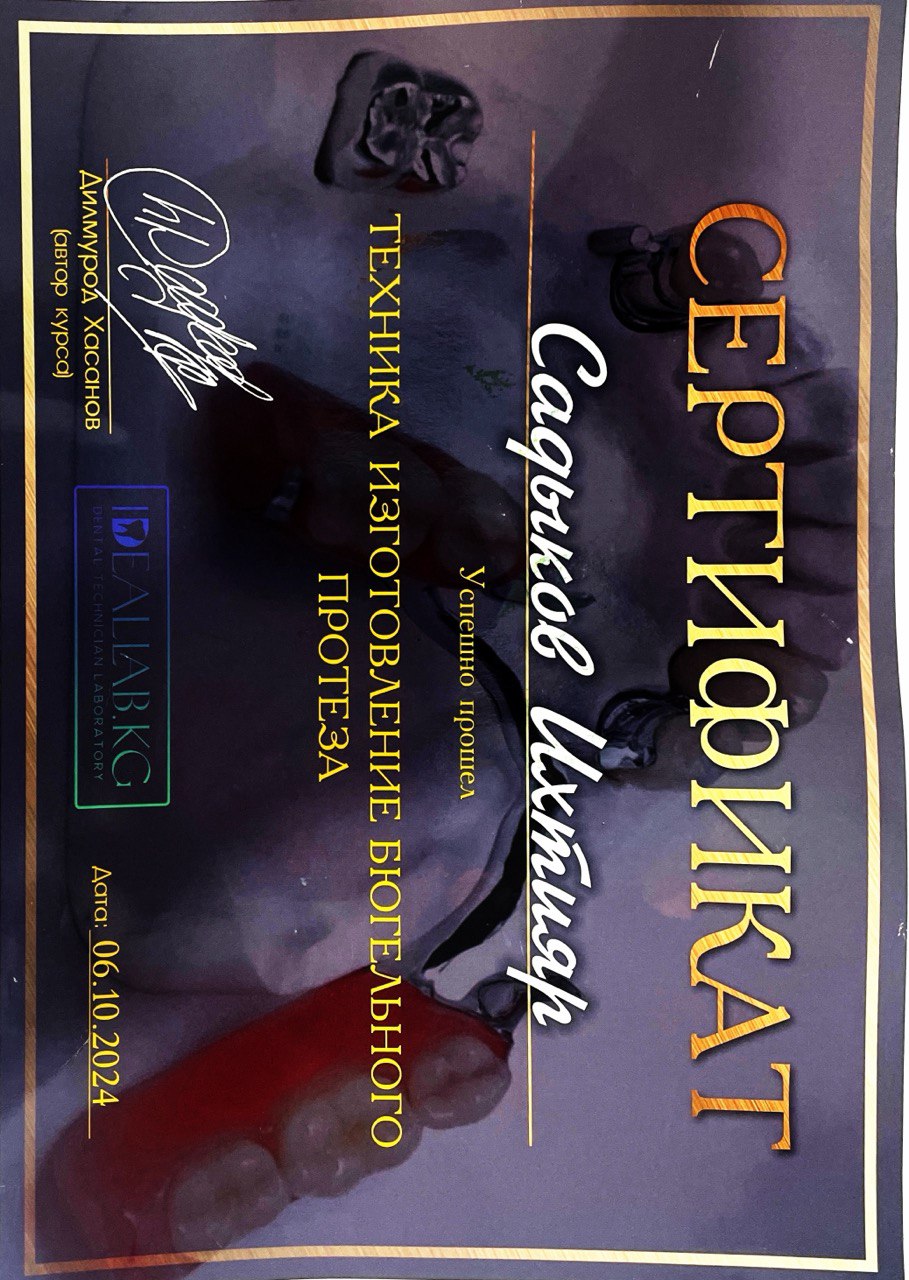 СЕРТИФИКАТ
Садыков Ихтияр
Успешно прошел
ТЕХНИКА ИЗГОТОВЛЕНИЕ БЮГЕЛЬНОГО
ПРОТЕЗА
Дилмурод Хасанов
(автор курса)
IDEALLAB.KG
DENTAL TECHNICIAN LABORATORY
Дата: 06.10.2024